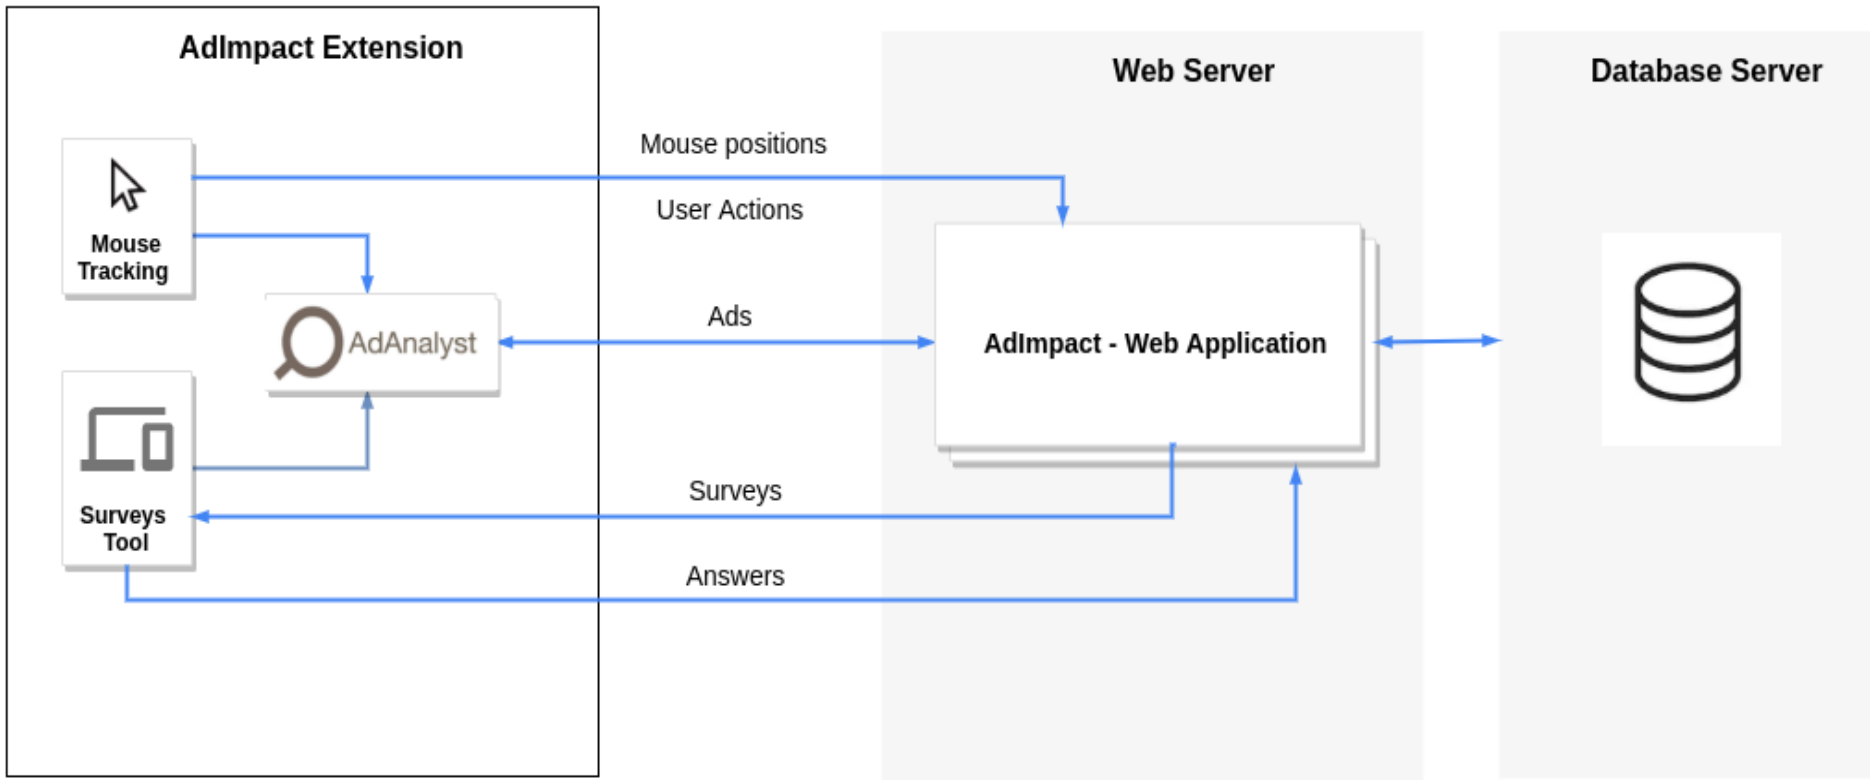 AdImpact Extension
Web Server
Database Server
Mouse positions
User Actions
Mouse
Tracking
AdAnalyst
Ads
AdImpact - Web Application
Surveys
Tool
Surveys
Answers